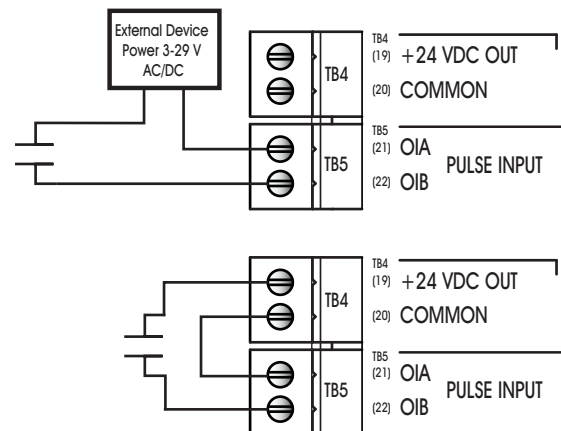 External Device
Power 3-29 V
AC/DC
TB4
TB4
(19) +24 VDC OUT
(20) COMMON
TB5
TB5
(21) OIA
PULSE INPUT
(22) OIB
TB4
TB4
(19) +24 VDC OUT
(20) COMMON
TB5
TB5
(21) OIA
PULSE INPUT
(22) OIB